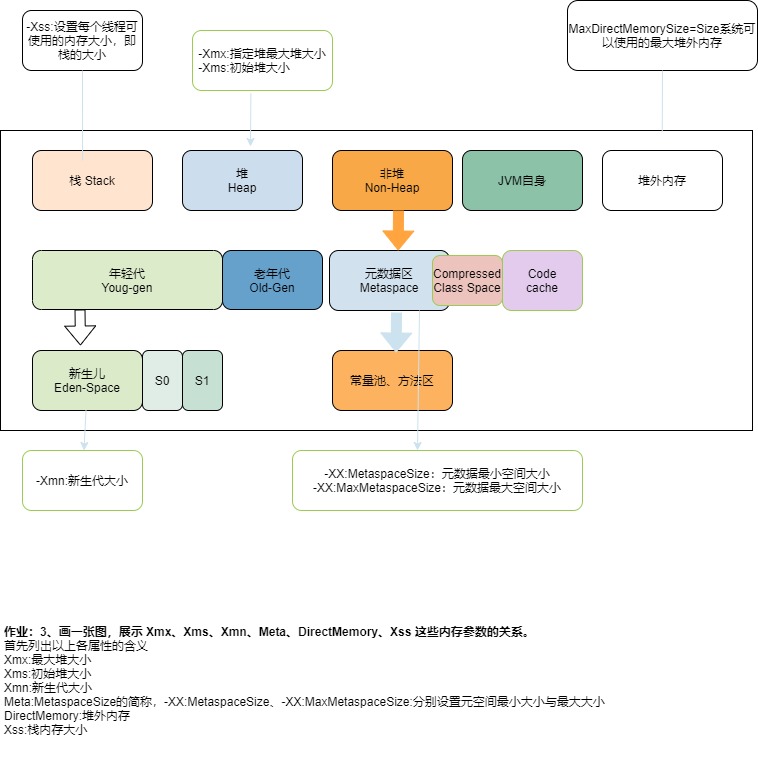 -Xss:设置每个线程可
使用的内存大小，即
栈的大小
-Xmx:指定堆最大堆大小
-Xms:初始堆大小
MaxDirectMemorySize=Size系统可
以使用的最大堆外内存
栈 Stack
堆
Heap
非堆
Non-Heap
JVM自身
堆外内存
年轻代
Youg-gen
老年代
Old-Gen
元数据区
Metaspace
Compressed
Class Space
Code
cache
新生儿
Eden-Space
S0
S1
常量池、方法区
-Xmn:新生代大小
-XX:MetaspaceSize：元数据最小空间大小
-XX:MaxMetaspaceSize：元数据最大空间大小
作业：3、画一张图，展示 Xmx、Xms、Xmn、Meta、DirectMemory、Xss 这些内存参数的关系。
首先列出以上各属性的含义
Xmx:最大堆大小
Xms:初始堆大小
Xmn:新生代大小
Meta:MetaspaceSize的简称，-XX:MetaspaceSize、-XX:MaxMetaspaceSize:分别设置元空间最小大小与最大大小
DirectMemory:堆外内存
Xss:栈内存大小